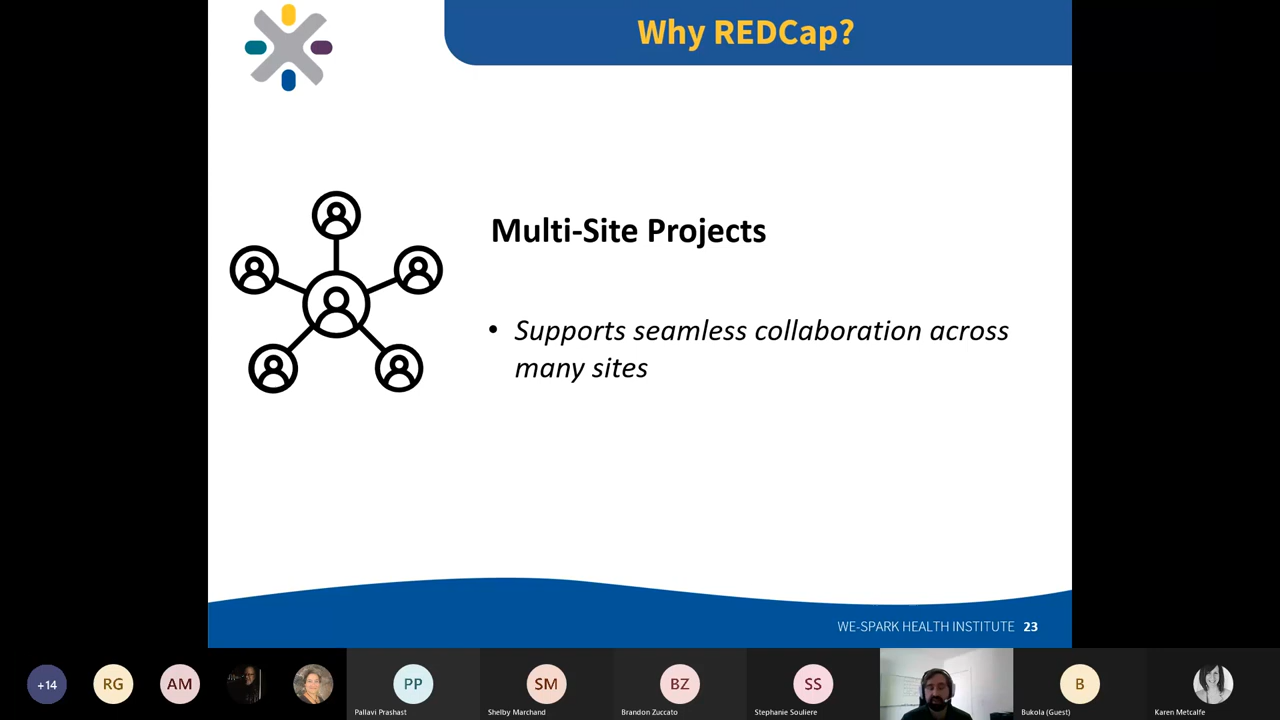 Why REDCap?
Multi-Site Projects
• Supports seamless collaboration across
many sites
WE-SPARK HEALTH INSTITUTE 23
+14
RG
AM
PP
SM
BZ
SS
B
Pallavi Prashast
Shelby Marchand
Brandon Zuccato
Stephanie Souliere
Bukola (Guest)
Karen Metcalfe